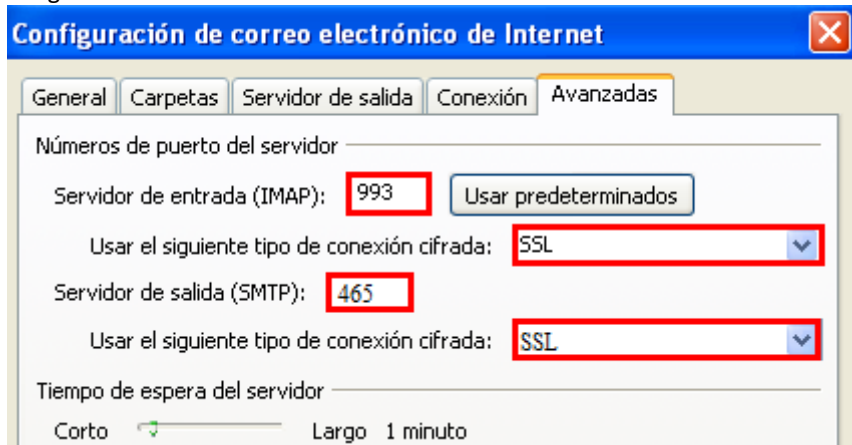 Configuración de correo electrónico de Internet
General Carpetas Servidor de salida Conexión Avanzadas
Números de puerto del servidor
Servidor de entrada (IMAP): 993 Usar predeterminados
Usar el siguiente tipo de conexión cifrada: SSL
Servidor de salida (SMTP): 465
Usar el siguiente tipo de conexión cifrada: SSL
Tiempo de espera del servidor
Corto Largo 1 minuto